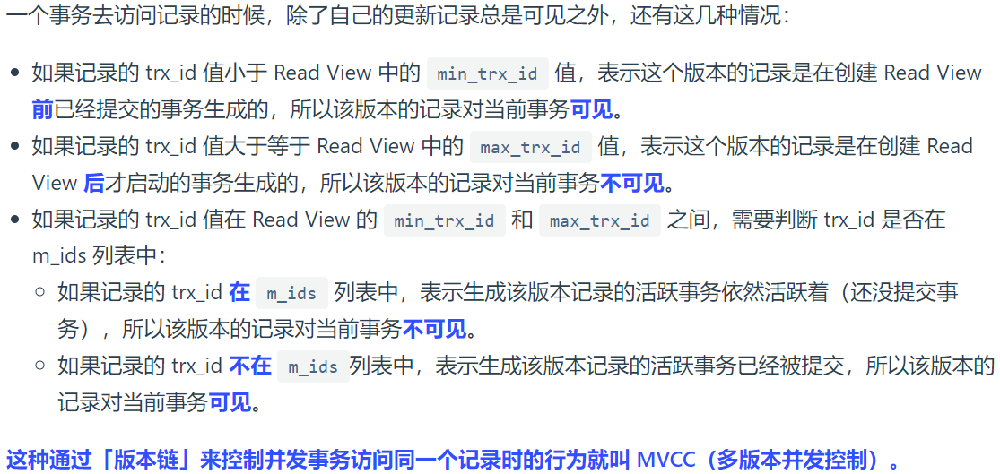 一个事务去访问记录的时候，除了自己的更新记录总是可见之外，还有这几种情况：
如果记录的 trx_id 值小于 Read View 中的 min_trx_id 值，表示这个版本的记录是在创建 Read View
前已经提交的事务生成的，所以该版本的记录对当前事务可见。
如果记录的 trx_id 值大于等于 Read View 中的 max_trx_id 值，表示这个版本的记录是在创建 Read
View 后才启动的事务生成的，所以该版本的记录对当前事务不可见。
如果记录的 trx_id 值在 Read View 的 min_trx_id 和 max_trx_id 之间，需要判断 trx_id 是否在
m_ids 列表中：
如果记录的 trx_id 在 m_ids 列表中，表示生成该版本记录的活跃事务依然活跃着（还没提交事
务），所以该版本的记录对当前事务不可见。
如果记录的 trx_id 不在 m_ids 列表中，表示生成该版本记录的活跃事务已经被提交，所以该版本的
记录对当前事务可见。
这种通过「版本链」来控制并发事务访问同一个记录时的行为就叫 MVCC（多版本并发控制）。